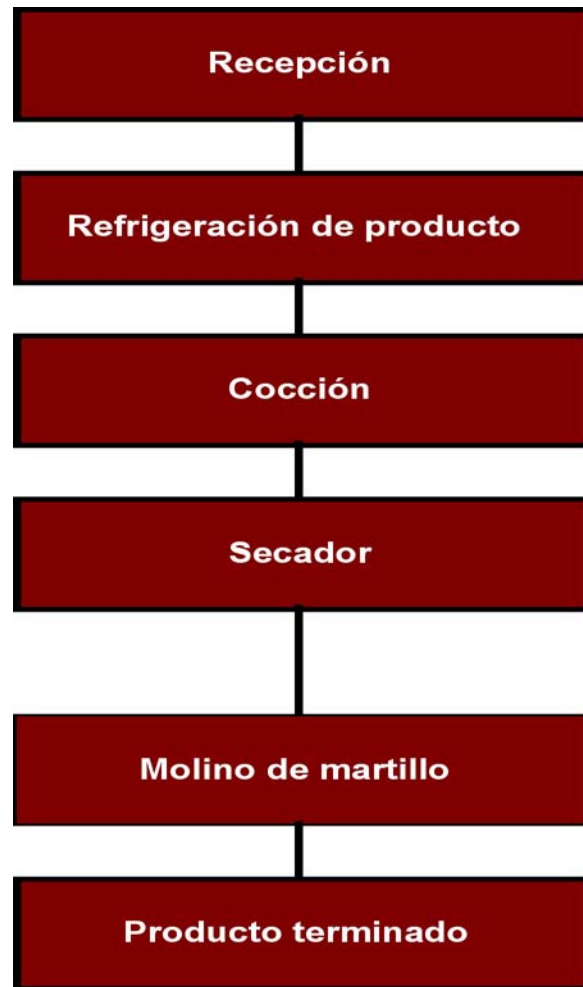 Recepción
Refrigeración de producto
Cocción
Secador
Molino de martillo
Producto terminado